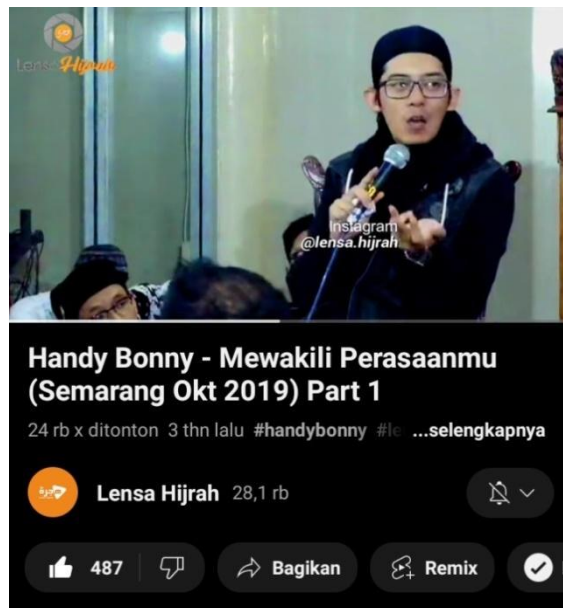 Lensa Hijrah
Instagram
@lensa.hijrah
Handy Bonny - Mewakili Perasaanmu
(Semarang Okt 2019) Part 1
24 rb x ditonton 3 thn lalu #handybonny #le ...selengkapnya
Lensa Hijrah 28,1 rb
487 Bagikan Remix